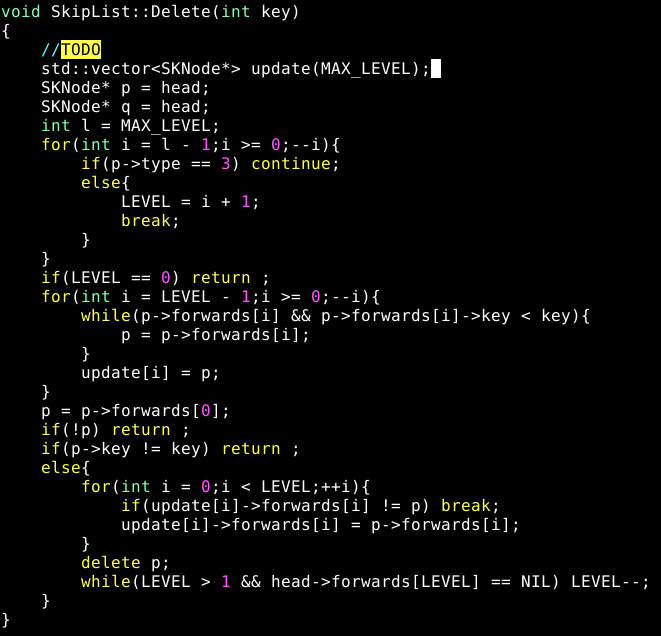 void SkipList::Delete(int key)
{
    //TODO
    std::vector<SKNode*> update(MAX_LEVEL);
    SKNode* p = head;
    SKNode* q = head;
    int l = MAX_LEVEL;
    for(int i = l - 1;i >= 0;--i){
        if(p->type == 3) continue;
        else{
            LEVEL = i + 1;
            break;
        }
    }
    if(LEVEL == 0) return ;
    for(int i = LEVEL - 1;i >= 0;--i){
        while(p->forwards[i] && p->forwards[i]->key < key){
            p = p->forwards[i];
        }
        update[i] = p;
    }
    p = p->forwards[0];
    if(!p) return ;
    if(p->key != key) return ;
    else{
        for(int i = 0;i < LEVEL;++i){
            if(update[i]->forwards[i] != p) break;
            update[i]->forwards[i] = p->forwards[i];
        }
        delete p;
        while(LEVEL > 1 && head->forwards[LEVEL] == NIL) LEVEL--;
    }
}